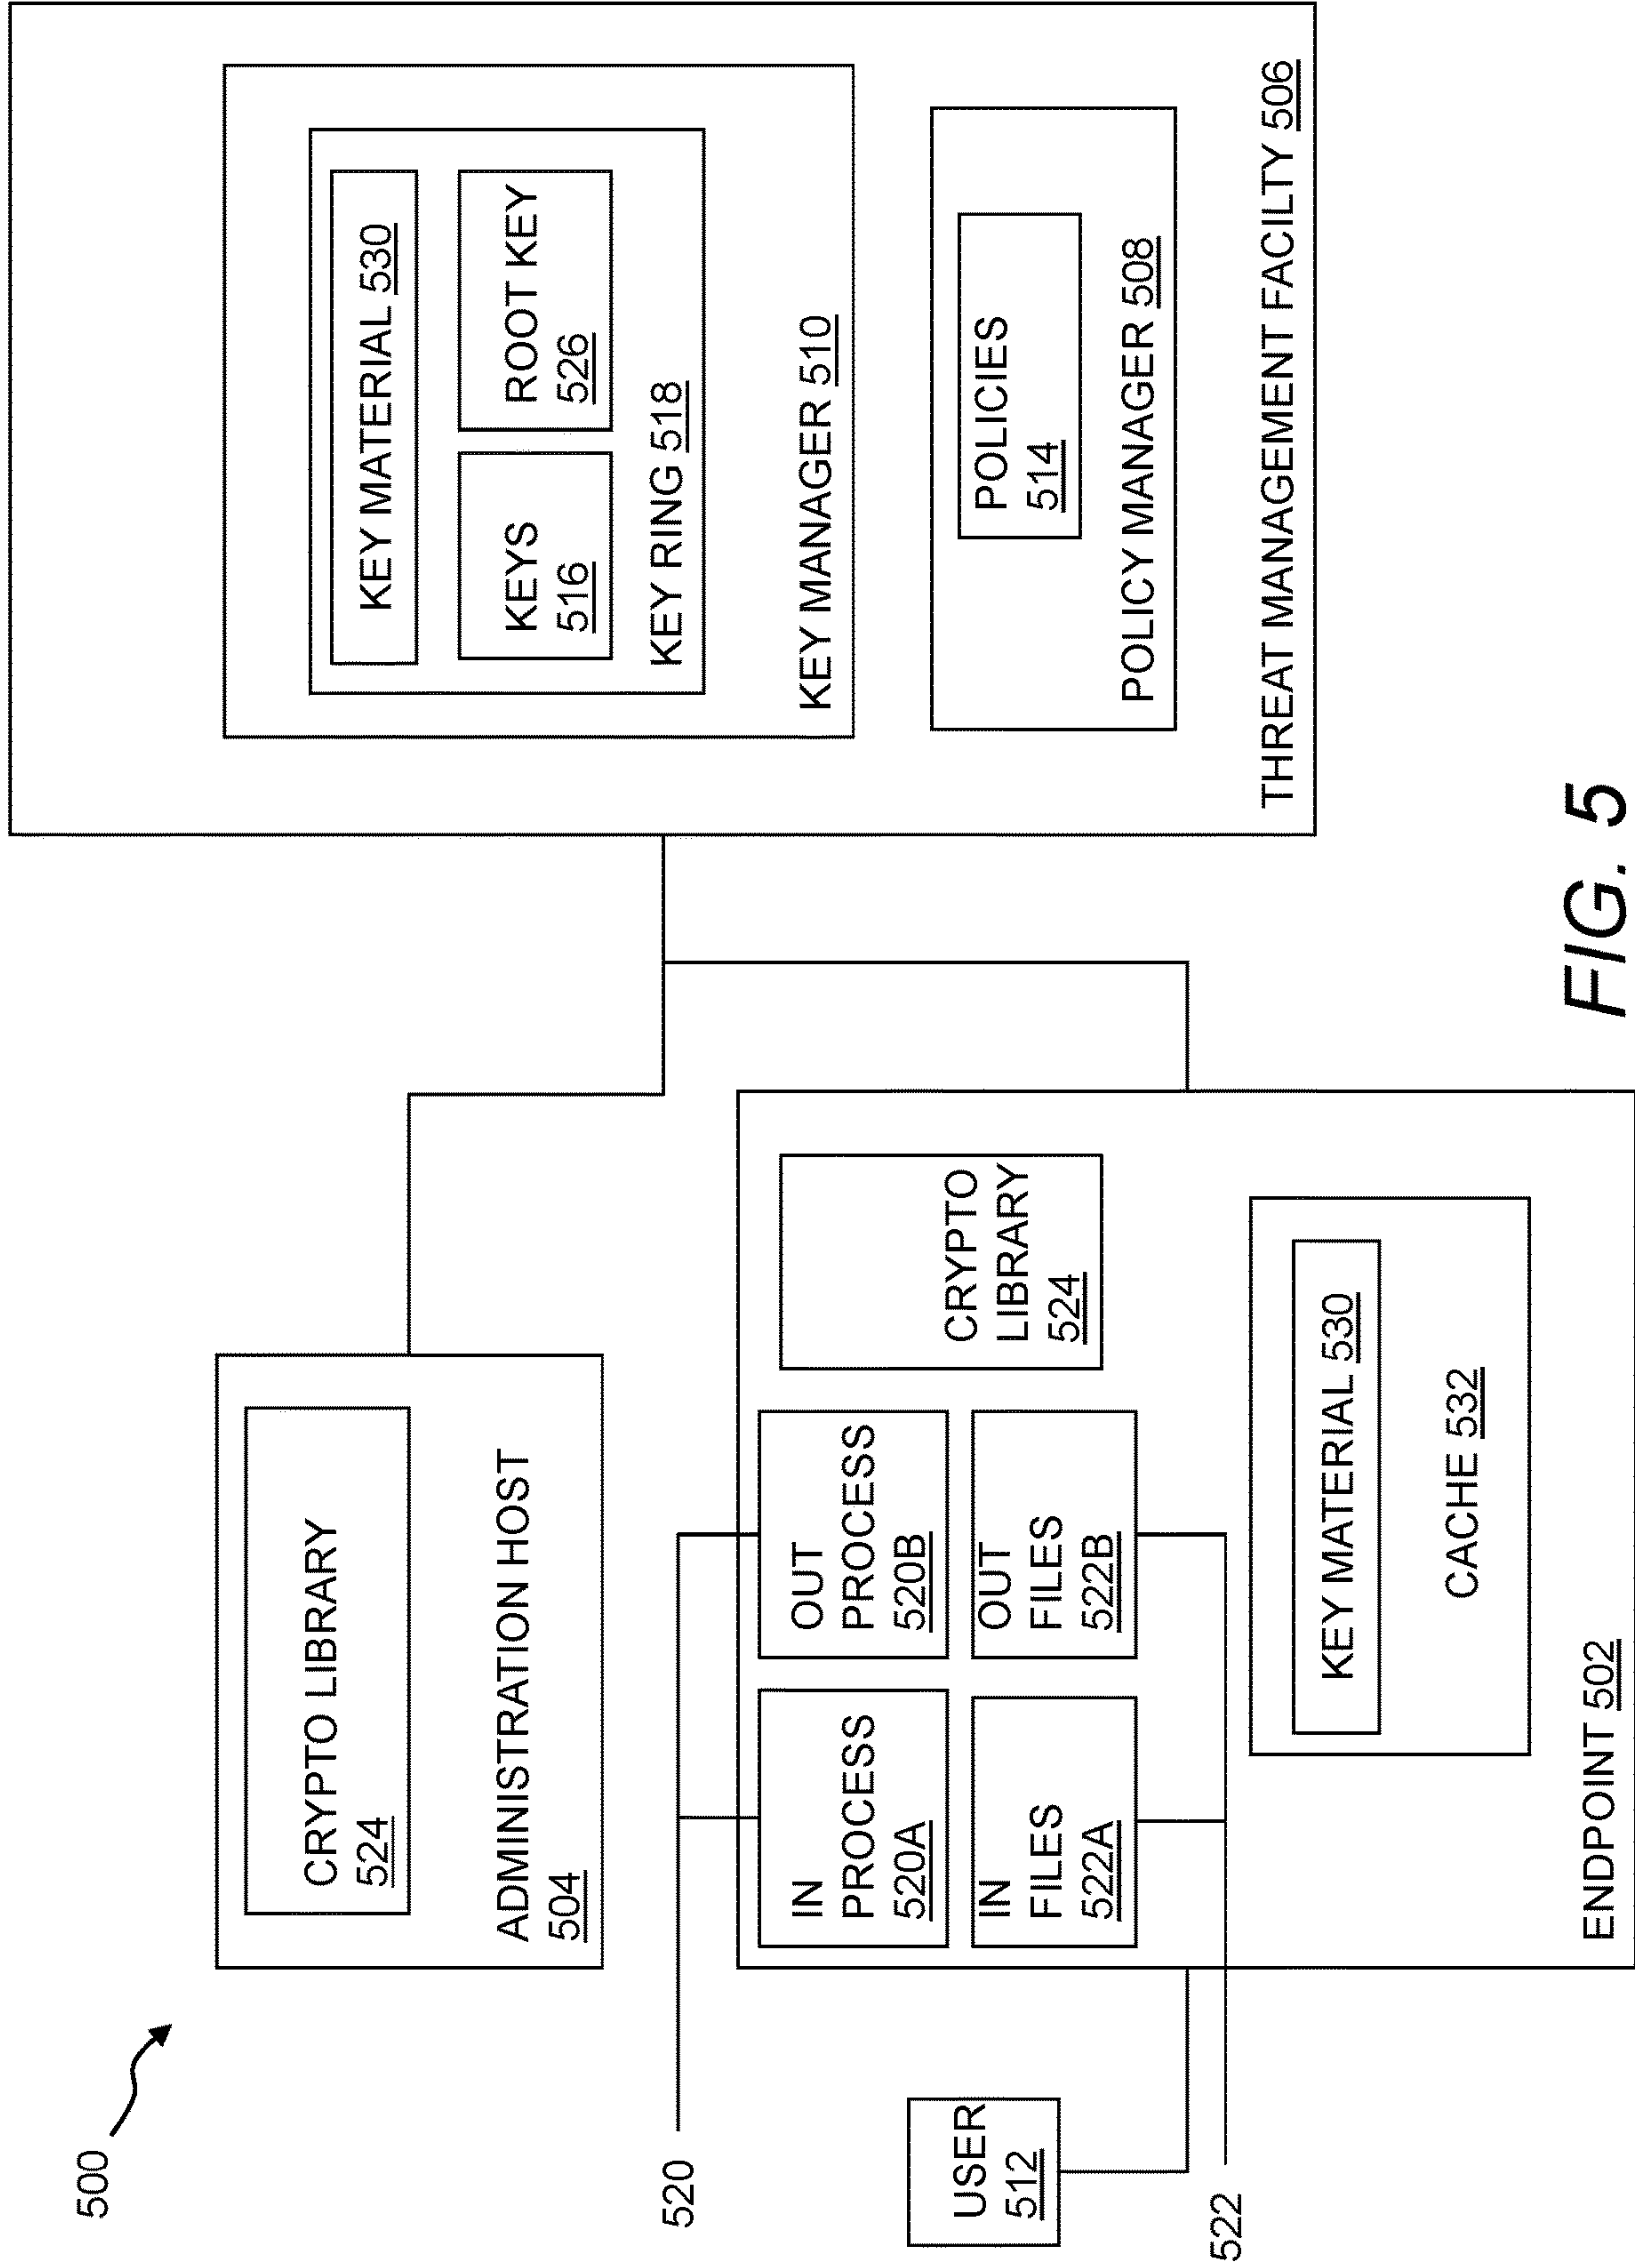 500
CRYPTO LIBRARY
524
ADMINISTRATION HOST
504
520
USER
512
522
IN
PROCESS
520A
OUT
PROCESS
520B
IN
FILES
522A
OUT
FILES
522B
CRYPTO
LIBRARY
524
KEY MATERIAL 530
CACHE 532
ENDPOINT 502
KEY MATERIAL 530
KEYS
516
ROOT KEY
526
KEY RING 518
KEY MANAGER 510
POLICIES
514
POLICY MANAGER 508
THREAT MANAGEMENT FACILTY 506
FIG. 5